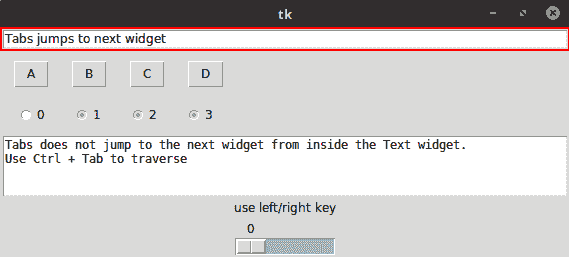 tk
Tabs jumps to next widget
A B C D
0 1 2 3
Tabs does not jump to the next widget from inside the Text widget.
Use Ctrl + Tab to traverse
use left/right key
0